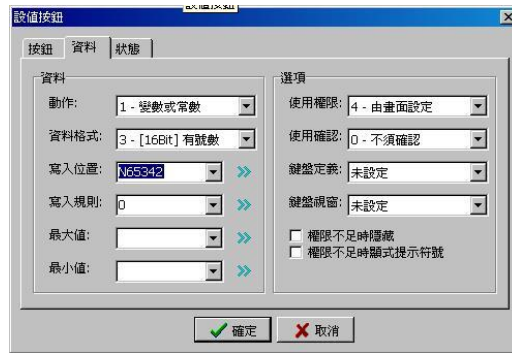 設值按鈕
按鈕 資料 狀態
資料
動作: 1 - 變數或常數
資料格式: 3 - [16Bit] 有號數
寫入位置: N65342
寫入規則: 0
最大值:
最小值:
選項
使用權限: 4 - 由畫面設定
使用確認: 0 - 不須確認
鍵盤定義: 未設定
鍵盤視窗: 未設定
權限不足時隱藏
權限不足時顯式提示符號
確定 取消